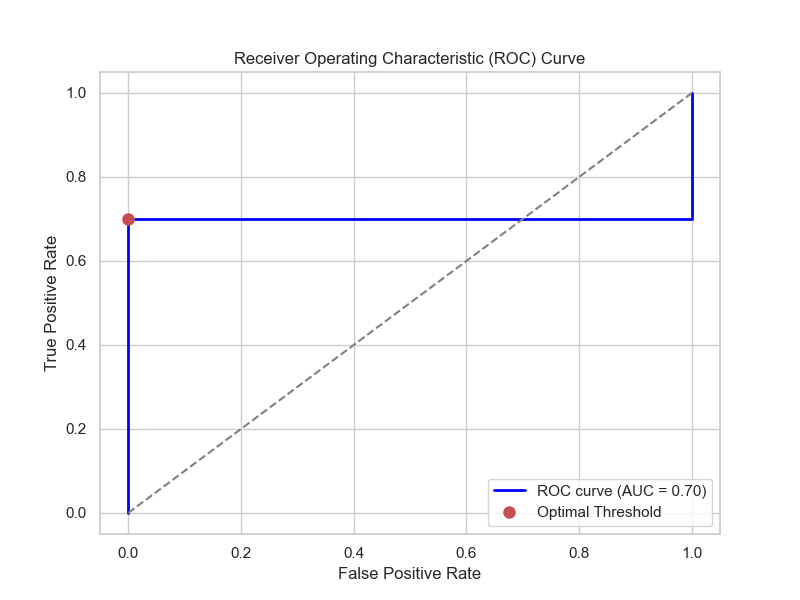 Receiver Operating Characteristic (ROC) Curve
True Positive Rate
1.0
0.8
0.6
0.4
0.2
0.0
ROC curve (AUC = 0.70)
Optimal Threshold
0.0 0.2 0.4 0.6 0.8 1.0
False Positive Rate